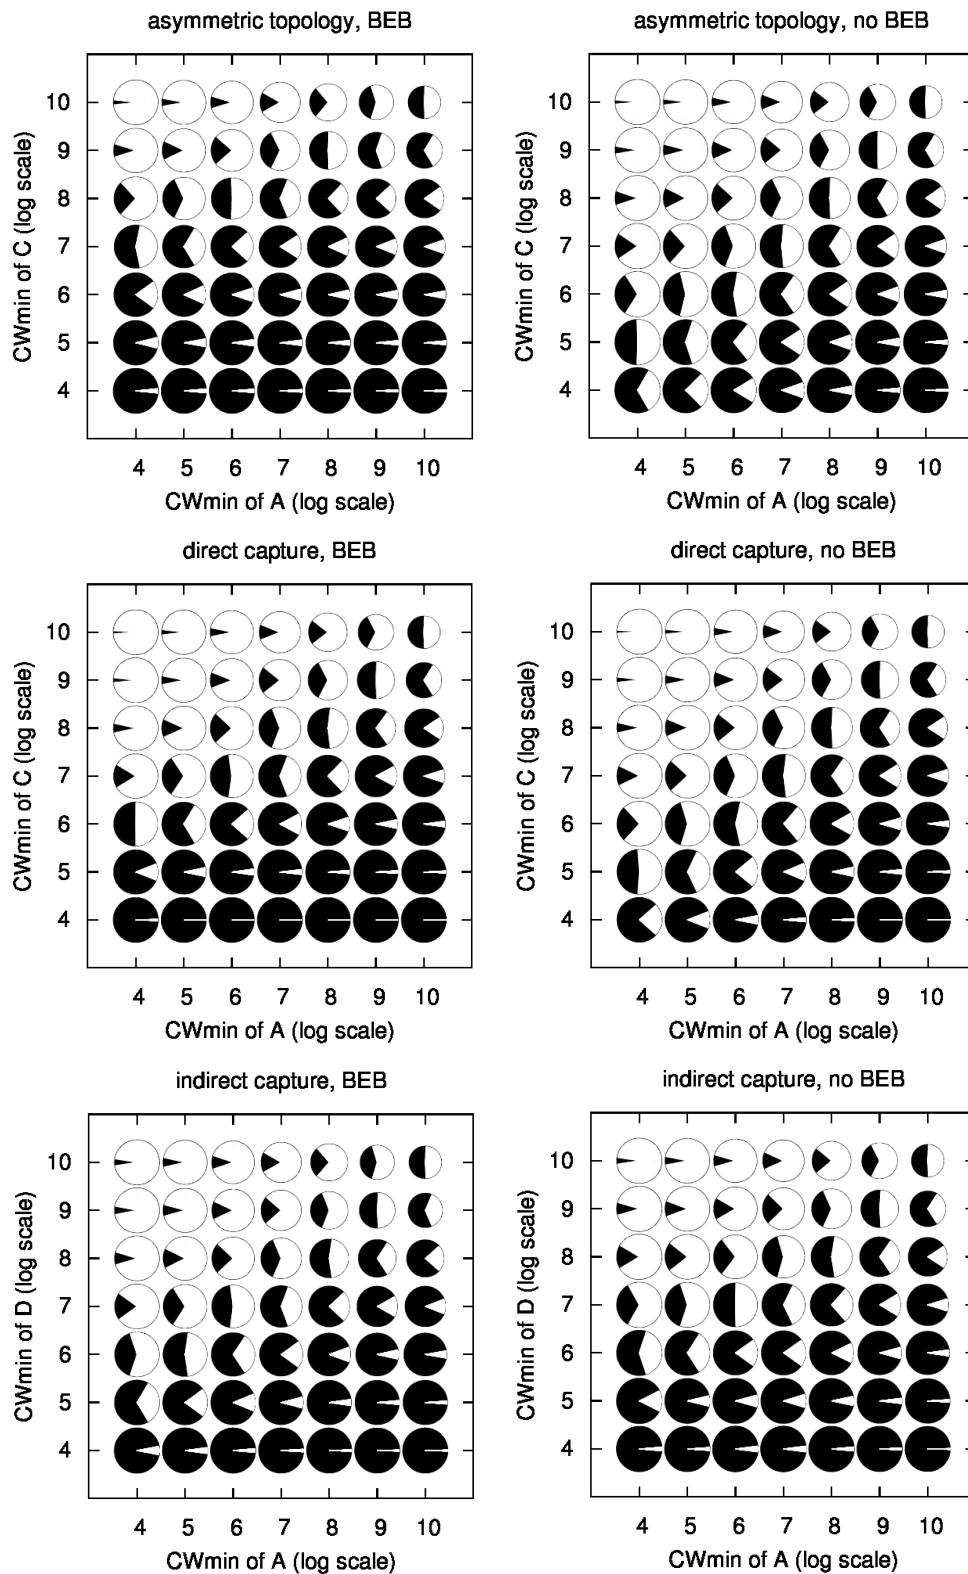 asymmetric topology, BEB
CWmin of C (log scale)
10
9
8
7
6
5
4
4 5 6 7 8 9 10
CWmin of A (log scale)
asymmetric topology, no BEB
CWmin of C (log scale)
10
9
8
7
6
5
4
4 5 6 7 8 9 10
CWmin of A (log scale)
direct capture, BEB
CWmin of C (log scale)
10
9
8
7
6
5
4
4 5 6 7 8 9 10
CWmin of A (log scale)
direct capture, no BEB
CWmin of C (log scale)
10
9
8
7
6
5
4
4 5 6 7 8 9 10
CWmin of A (log scale)
indirect capture, BEB
CWmin of D (log scale)
10
9
8
7
6
5
4
4 5 6 7 8 9 10
CWmin of A (log scale)
indirect capture, no BEB
CWmin of D (log scale)
10
9
8
7
6
5
4
4 5 6 7 8 9 10
CWmin of A (log scale)